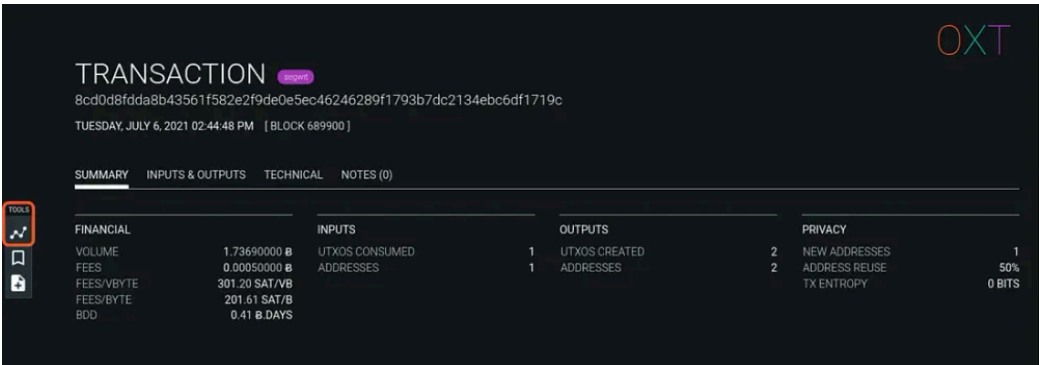 OXT
TRANSACTION segwit
8cd0d8fdda8b43561f582e2f9de0e5ec46246289f1793b7dc2134ebc6df1719c
TUESDAY, JULY 6, 2021 02:44:48 PM [ BLOCK 689900 ]
SUMMARY INPUTS & OUTPUTS TECHNICAL NOTES (0)
TOOLS
FINANCIAL
VOLUME 1.73690000 Ƀ
FEES 0.00050000 Ƀ
FEES/VBYTE 301.20 SAT/VB
FEES/BYTE 201.61 SAT/B
BDD 0.41 Ƀ.DAYS
INPUTS
UTXOS CONSUMED 1
ADDRESSES 1
OUTPUTS
UTXOS CREATED 2
ADDRESSES 2
PRIVACY
NEW ADDRESSES 1
ADDRESS REUSE 50%
TX ENTROPY 0 BITS